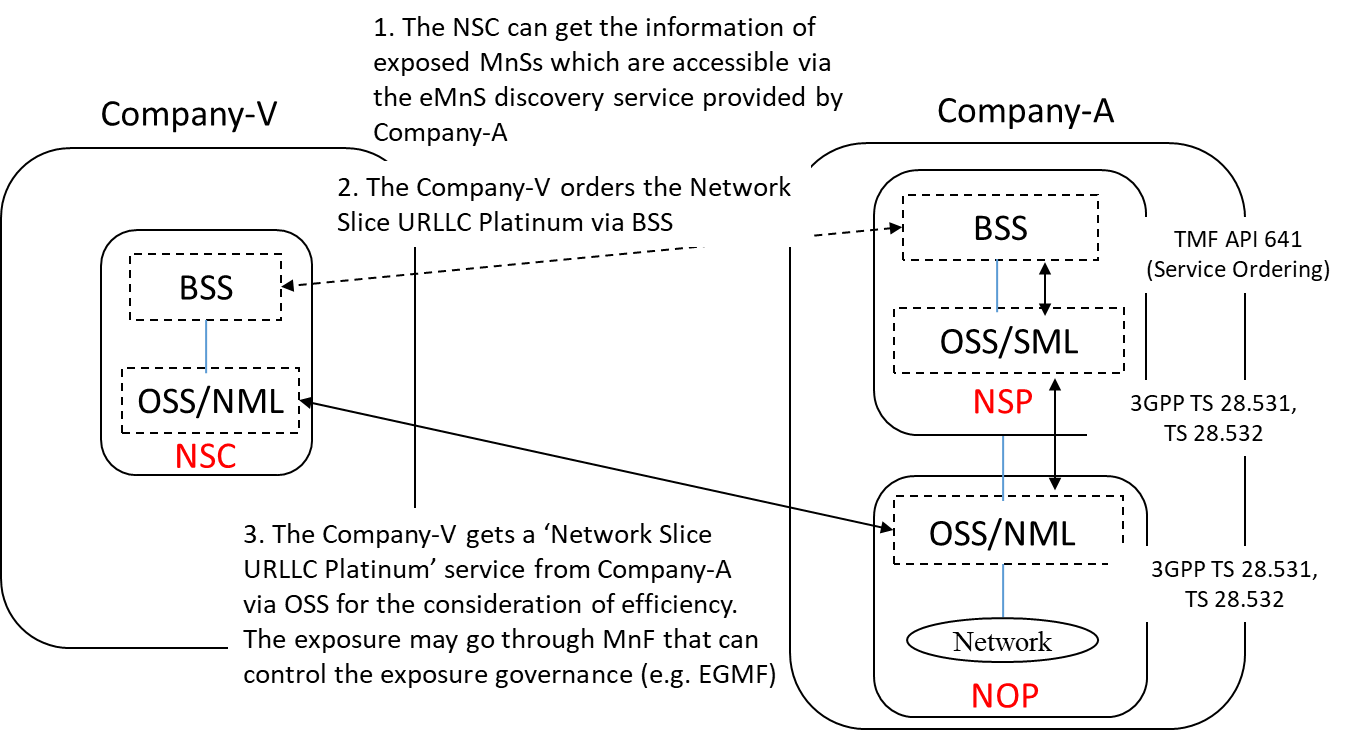 1. The NSC can get the information of
exposed MnSs which are accessible via
the eMnS discovery service provided by
Company-A
Company-V
Company-A
2. The Company-V orders the Network
Slice URLLC Platinum via BSS
BSS
TMF API 641
(Service Ordering)
BSS
OSS/SML
OSS/NML
NSC
NSP
3GPP TS 28.531,
TS 28.532
3. The Company-V gets a ‘Network Slice
URLLC Platinum’ service from Company-A
via OSS for the consideration of efficiency.
The exposure may go through MnF that can
control the exposure governance (e.g. EGMF)
OSS/NML
3GPP TS 28.531,
TS 28.532
Network
NOP